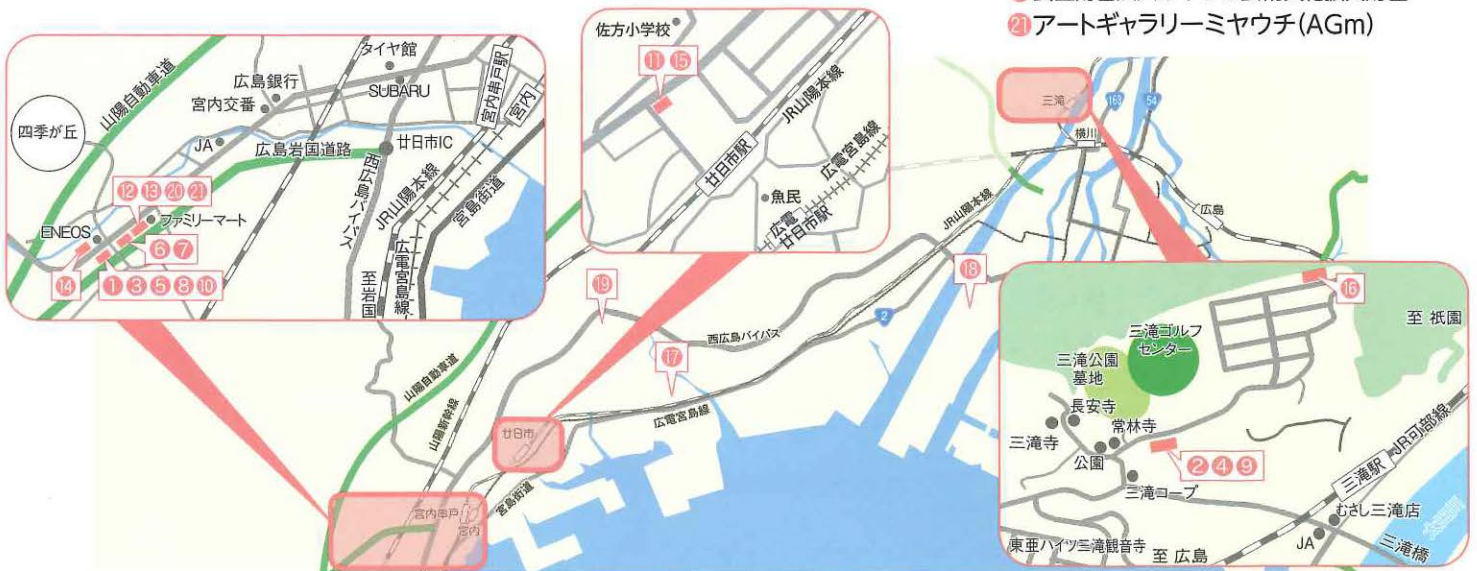 ㉑アートギャラリーミヤウチ(AGm)
四季が丘
山陽自動車道
タイヤ館
広島銀行
宮内交番
SUBARU
宮内串戸駅
宮内
JA
広島岩国道路
廿日市IC
西広島バイパス
JR山陽本線
広電宮島線
宮島街道
至岩国
⑫⑬⑳㉑
ファミリーマート
ENEOS
⑥⑦
⑭
①③⑤⑧⑩
佐方小学校
⑪⑮
JR山陽本線
廿日市駅
広電宮島線
魚民
広電
廿日市駅
三滝
163
54
横川
広島
JR山陽本線
⑱
⑲
2
西広島バイパス
⑰
広電宮島線
山陽自動車道
山陽新幹線
廿日市
宮島街道
宮内串戸
宮内
⑯
至 祇園
三滝ゴルフ
センター
三滝公園
墓地
長安寺
常林寺
三滝寺
公園
②④⑨
三滝コープ
三滝駅
JR可部線
むさし三滝店
JA
三滝橋
太田川
東亜ハイツ三滝観音寺
至 広島